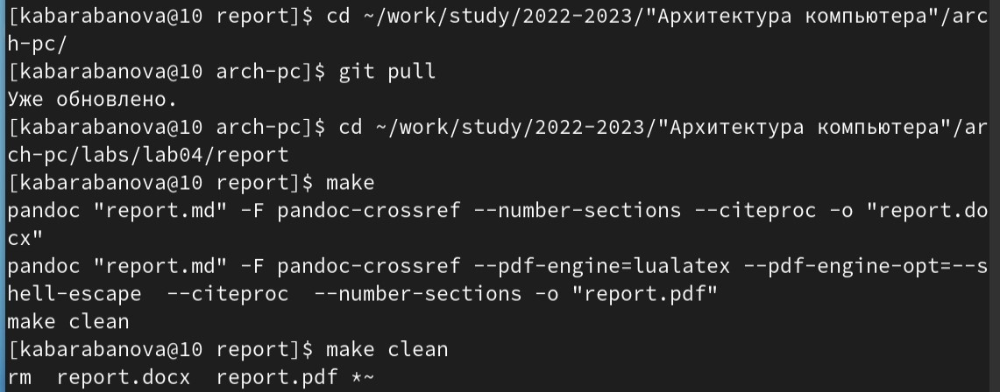 [kabarabanova@10 report]$ cd ~/work/study/2022-2023/"Архитектура компьютера"/arc
h-pc/
[kabarabanova@10 arch-pc]$ git pull
Уже обновлено.
[kabarabanova@10 arch-pc]$ cd ~/work/study/2022-2023/"Архитектура компьютера"/ar
ch-pc/labs/lab04/report
[kabarabanova@10 report]$ make
pandoc "report.md" -F pandoc-crossref --number-sections --citeproc -o "report.do
cx"
pandoc "report.md" -F pandoc-crossref --pdf-engine=lualatex --pdf-engine-opt=--s
hell-escape  --citeproc  --number-sections -o "report.pdf"
make clean
[kabarabanova@10 report]$ make clean
rm  report.docx  report.pdf *~